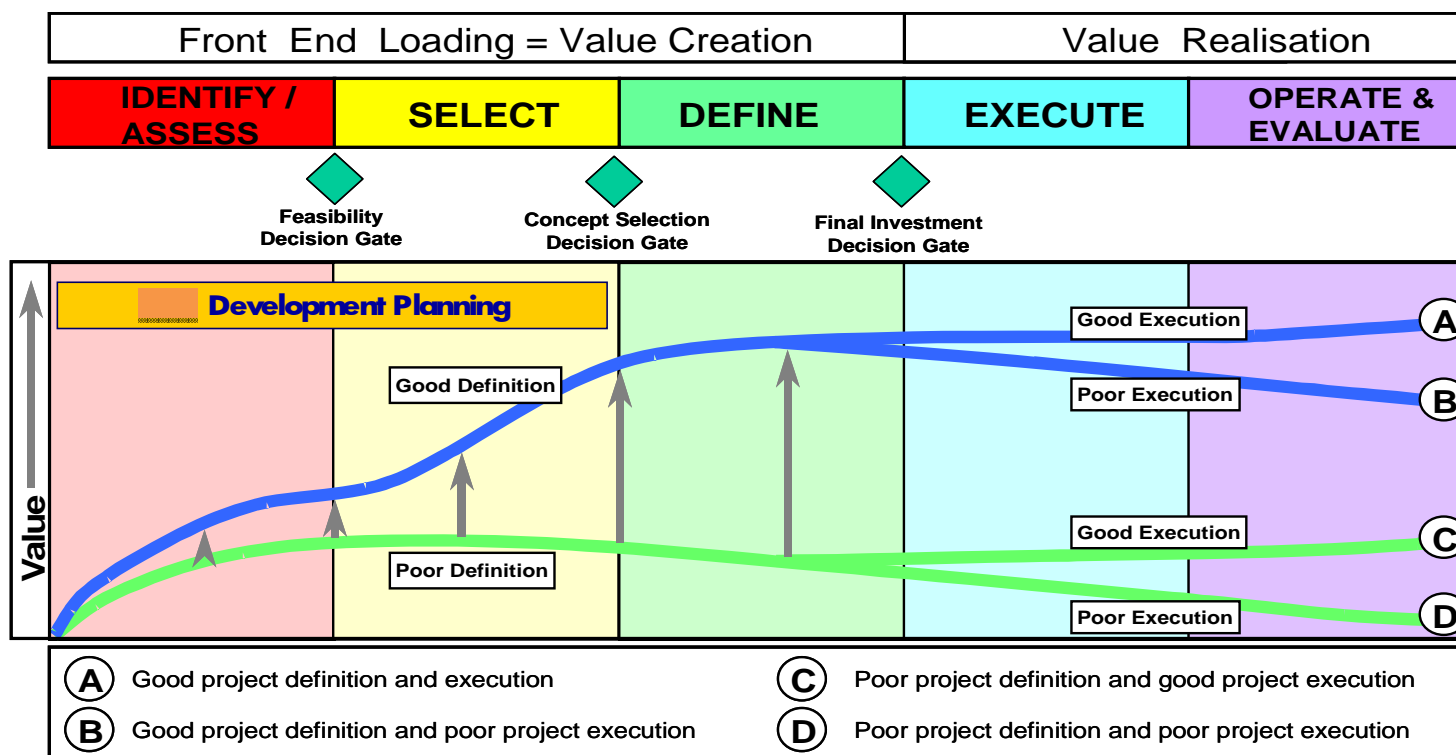 Front End Loading = Value Creation
Value Realisation
IDENTIFY /
ASSESS
SELECT
DEFINE
EXECUTE
OPERATE &
EVALUATE
Feasibility
Decision Gate
Concept Selection
Decision Gate
Final Investment
Decision Gate
Value
Development Planning
Good Definition
Poor Definition
Good Execution
Poor Execution
Good Execution
Poor Execution
A
B
C
D
A Good project definition and execution
B Good project definition and poor project execution
C Poor project definition and good project execution
D Poor project definition and poor project execution